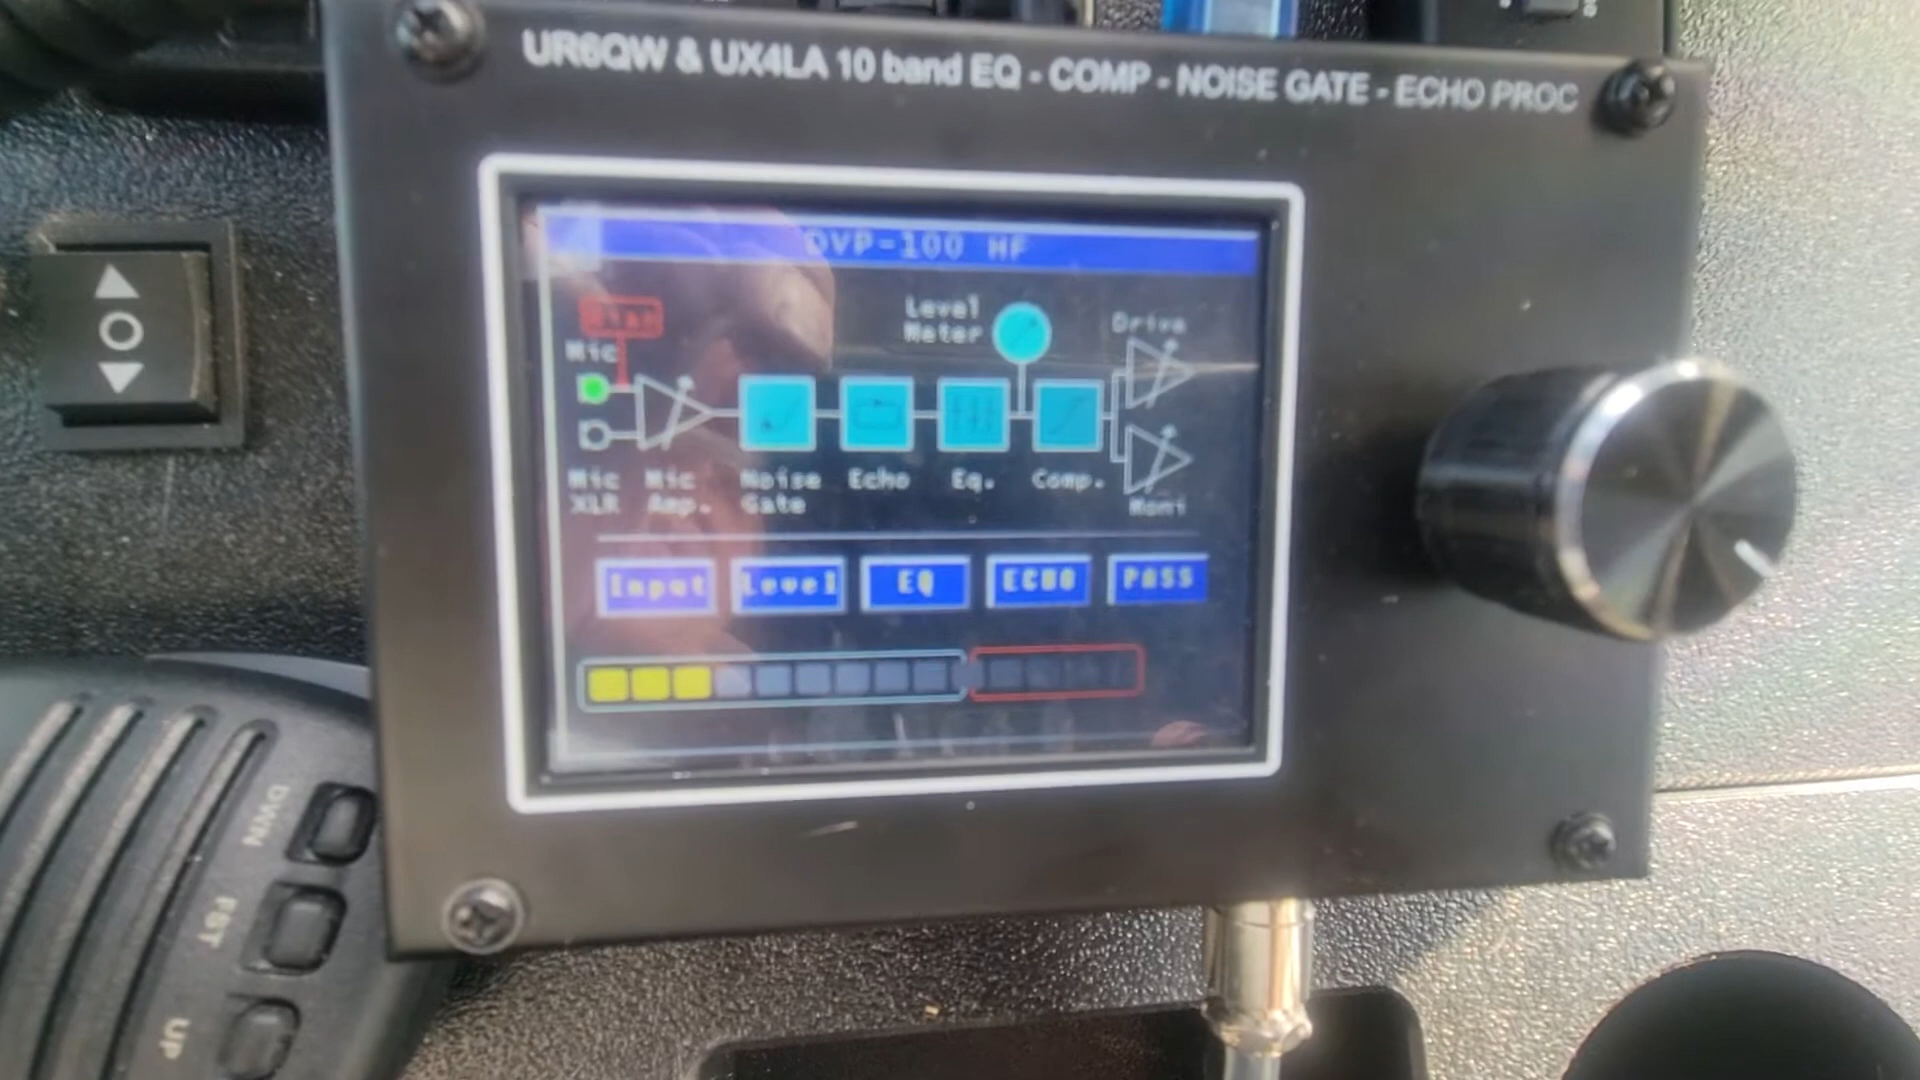 UR6QW & UX4LA 10 band EQ - COMP - NOISE GATE - ECHO PROC
DVP-100 HF
Level
Meter
Drive
Mic
Mic
XLR
Mic
Amp.
Noise
Gate
Echo
Eq.
Comp.
Moni
Input
Level
EQ
ECHO
PASS
DWN
FST
UP